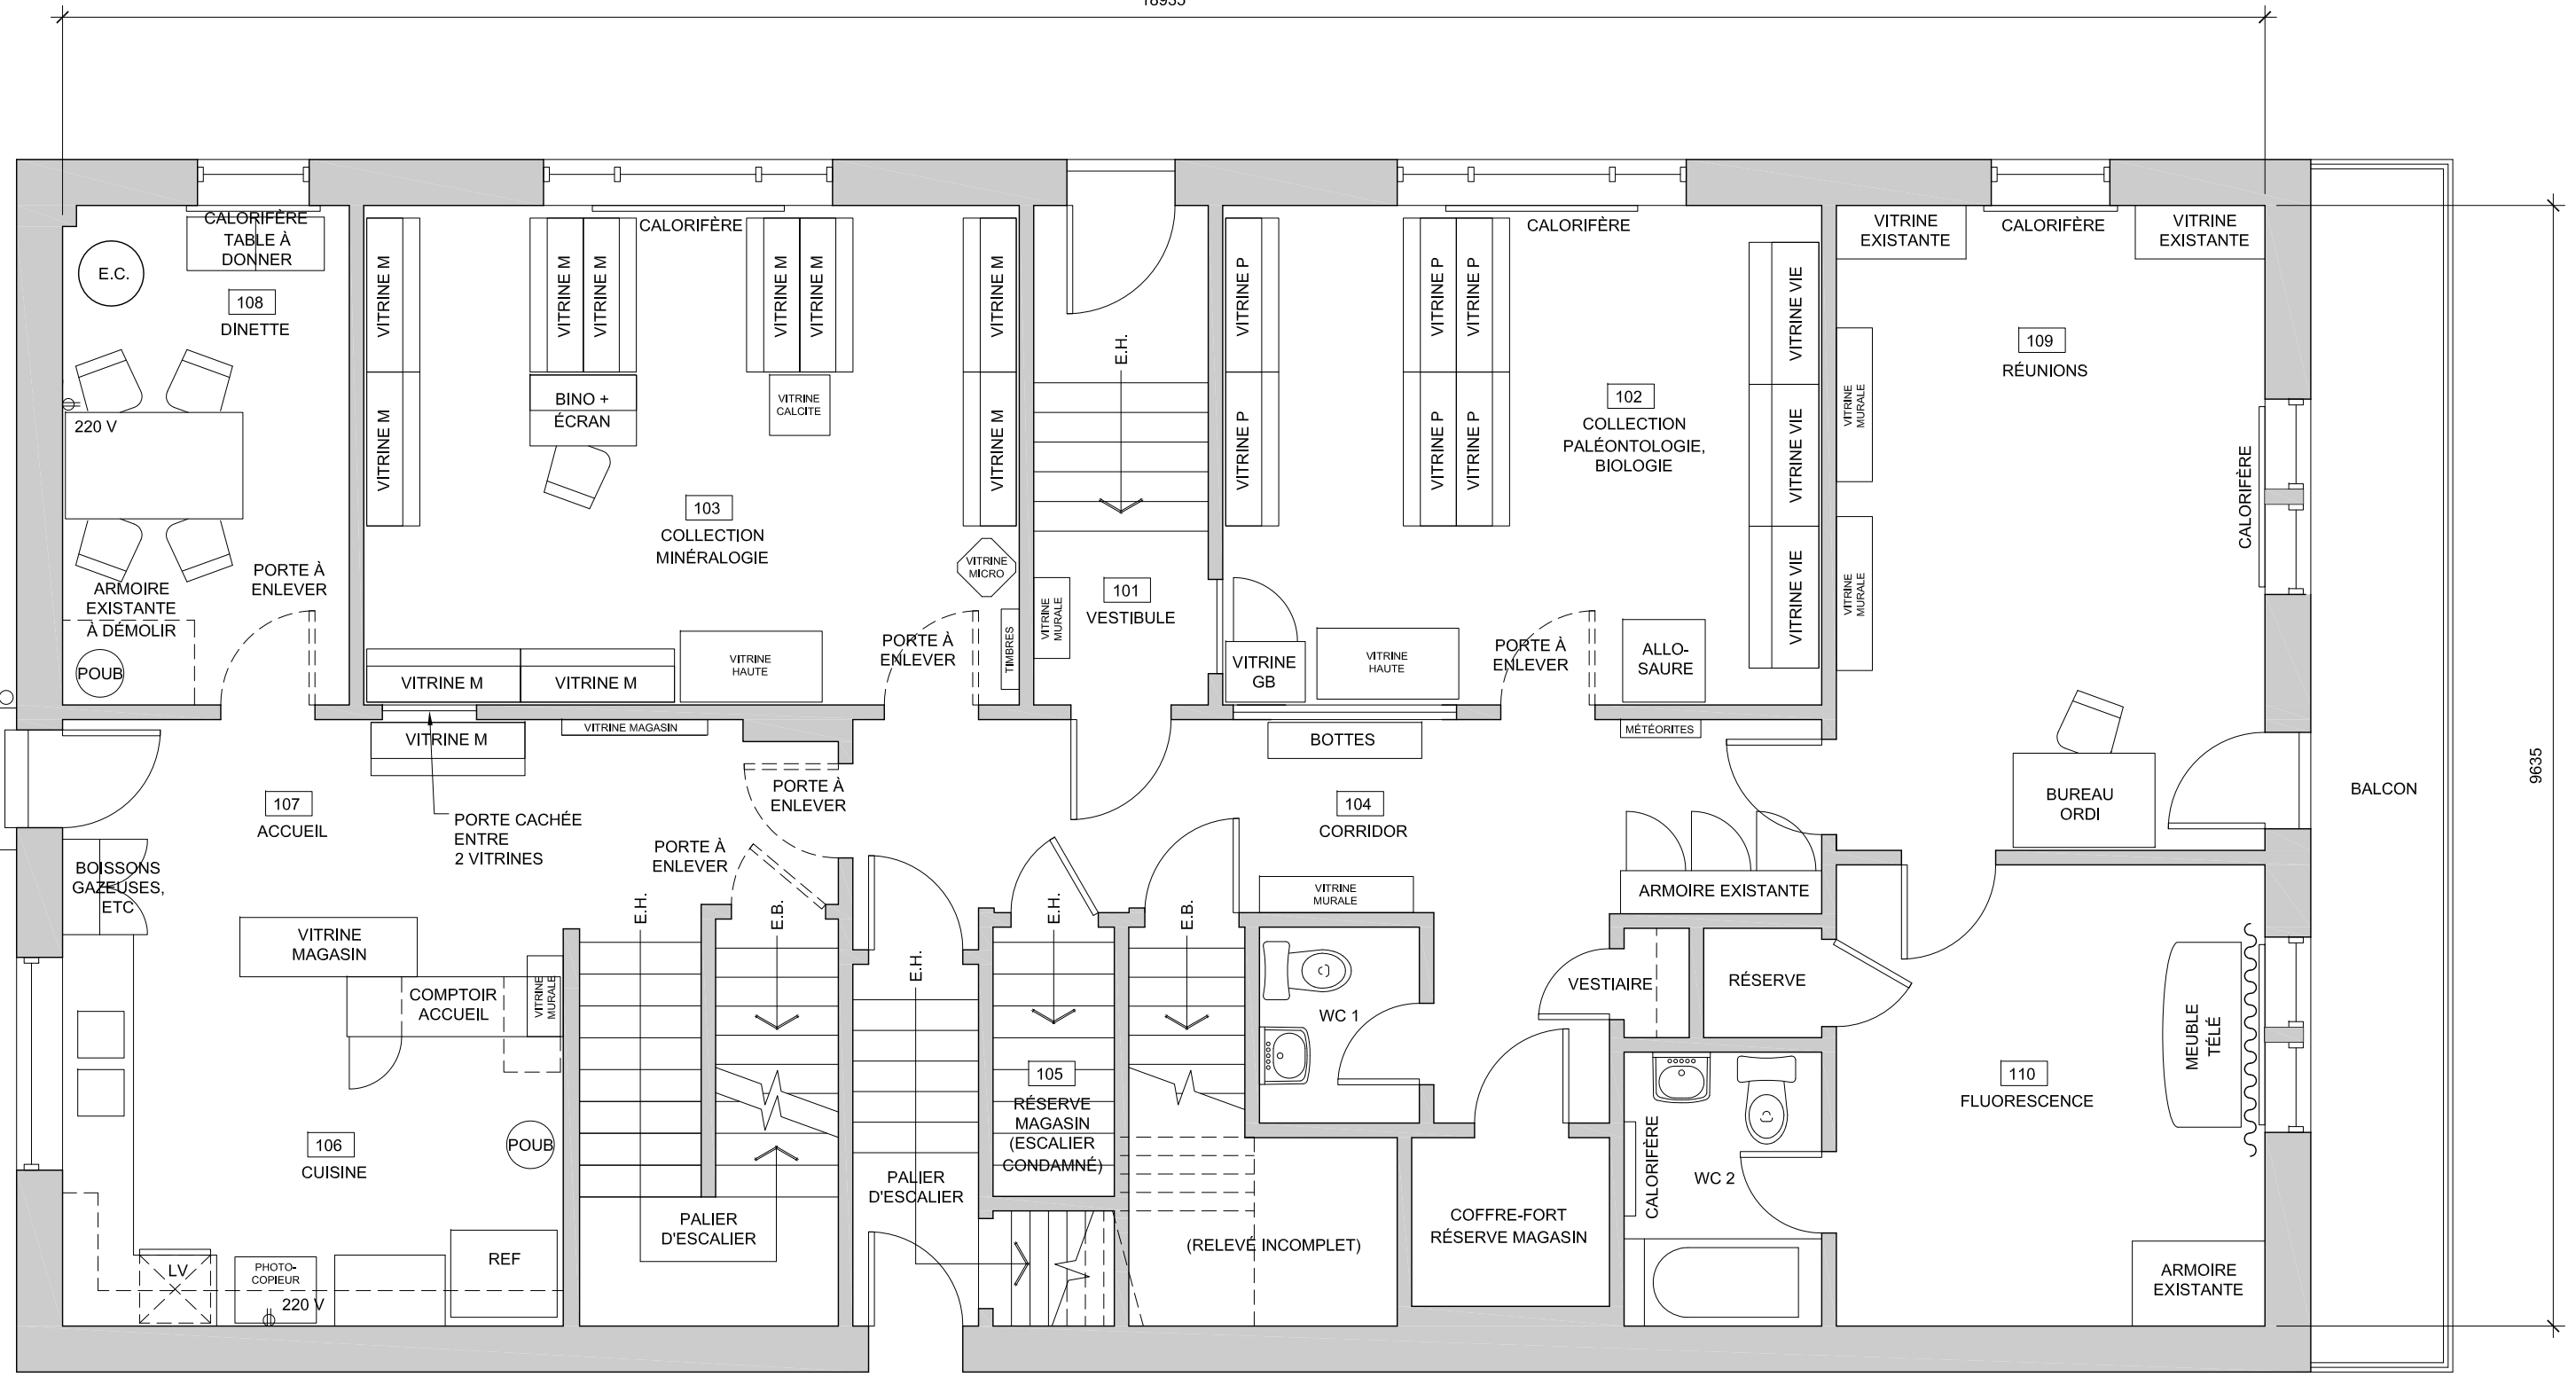 18935
CALORIFÈRE
TABLE À
DONNER
E.C.
108
DINETTE
220 V
ARMOIRE
EXISTANTE
À DÉMOLIR
POUB
PORTE À
ENLEVER
VITRINE M
VITRINE M
VITRINE M
VITRINE M
CALORIFÈRE
VITRINE M
VITRINE M
VITRINE M
VITRINE M
BINO +
ÉCRAN
VITRINE
CALCITE
103
COLLECTION
MINÉRALOGIE
VITRINE
MICRO
TIMBRES
VITRINE M
VITRINE M
VITRINE
HAUTE
PORTE À
ENLEVER
E.H.
VITRINE
MURALE
101
VESTIBULE
VITRINE P
VITRINE P
VITRINE P
VITRINE P
VITRINE P
VITRINE P
CALORIFÈRE
102
COLLECTION
PALÉONTOLOGIE,
BIOLOGIE
VITRINE VIE
VITRINE VIE
VITRINE VIE
VITRINE
GB
VITRINE
HAUTE
PORTE À
ENLEVER
ALLO-
SAURE
VITRINE
EXISTANTE
CALORIFÈRE
VITRINE
EXISTANTE
109
RÉUNIONS
VITRINE
MURALE
VITRINE
MURALE
CALORIFÈRE
BUREAU
ORDI
BALCON
9635
VITRINE M
VITRINE MAGASIN
107
ACCUEIL
PORTE CACHÉE
ENTRE
2 VITRINES
PORTE À
ENLEVER
PORTE À
ENLEVER
BOISSONS
GAZEUSES,
ETC
VITRINE
MAGASIN
COMPTOIR
ACCUEIL
VITRINE
MURALE
106
CUISINE
POUB
LV
PHOTO-
COPIEUR
220 V
REF
E.H.
E.B.
PALIER
D'ESCALIER
E.H.
PALIER
D'ESCALIER
E.H.
105
RÉSERVE
MAGASIN
(ESCALIER
CONDAMNÉ)
E.B.
(RELEVÉ INCOMPLET)
BOTTES
104
CORRIDOR
VITRINE
MURALE
MÉTÉORITES
ARMOIRE EXISTANTE
WC 1
VESTIAIRE
RÉSERVE
COFFRE-FORT
RÉSERVE MAGASIN
CALORIFÈRE
WC 2
110
FLUORESCENCE
MEUBLE
TÉLÉ
ARMOIRE
EXISTANTE